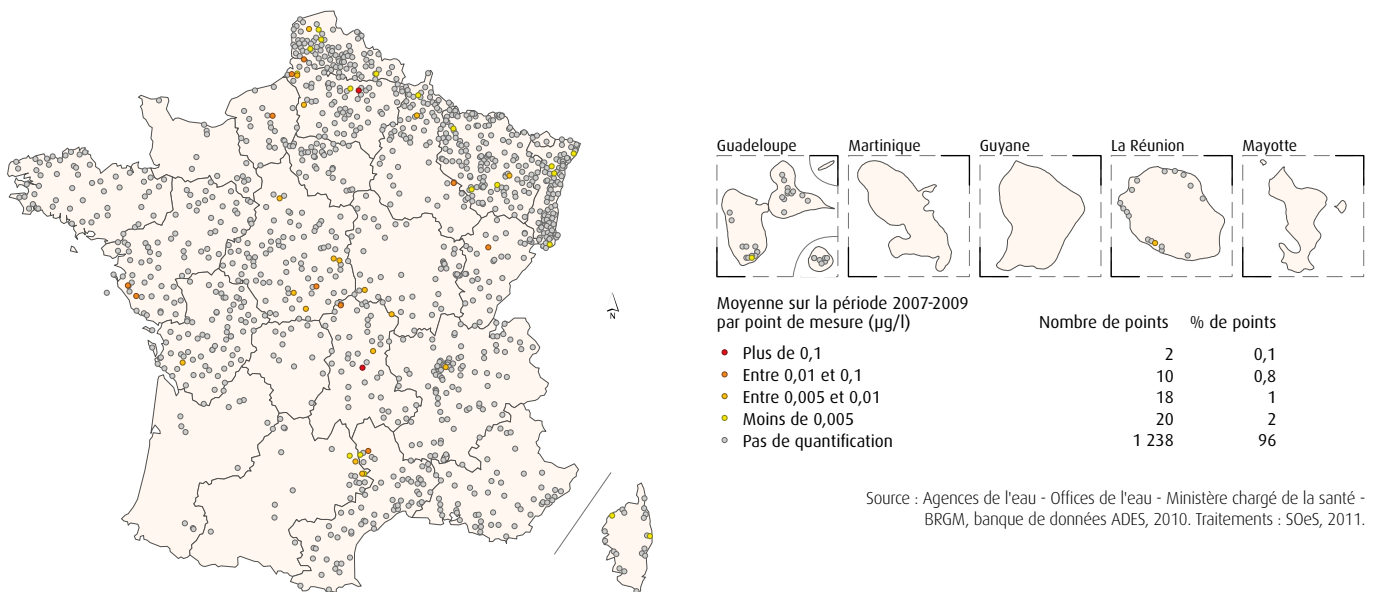 Guadeloupe Martinique Guyane La Réunion Mayotte
N
Moyenne sur la période 2007-2009
par point de mesure (µg/l) Nombre de points % de points
Plus de 0,1 2 0,1
Entre 0,01 et 0,1 10 0,8
Entre 0,005 et 0,01 18 1
Moins de 0,005 20 2
Pas de quantification 1 238 96
Source : Agences de l'eau - Offices de l'eau - Ministère chargé de la santé -
BRGM, banque de données ADES, 2010. Traitements : SOeS, 2011.